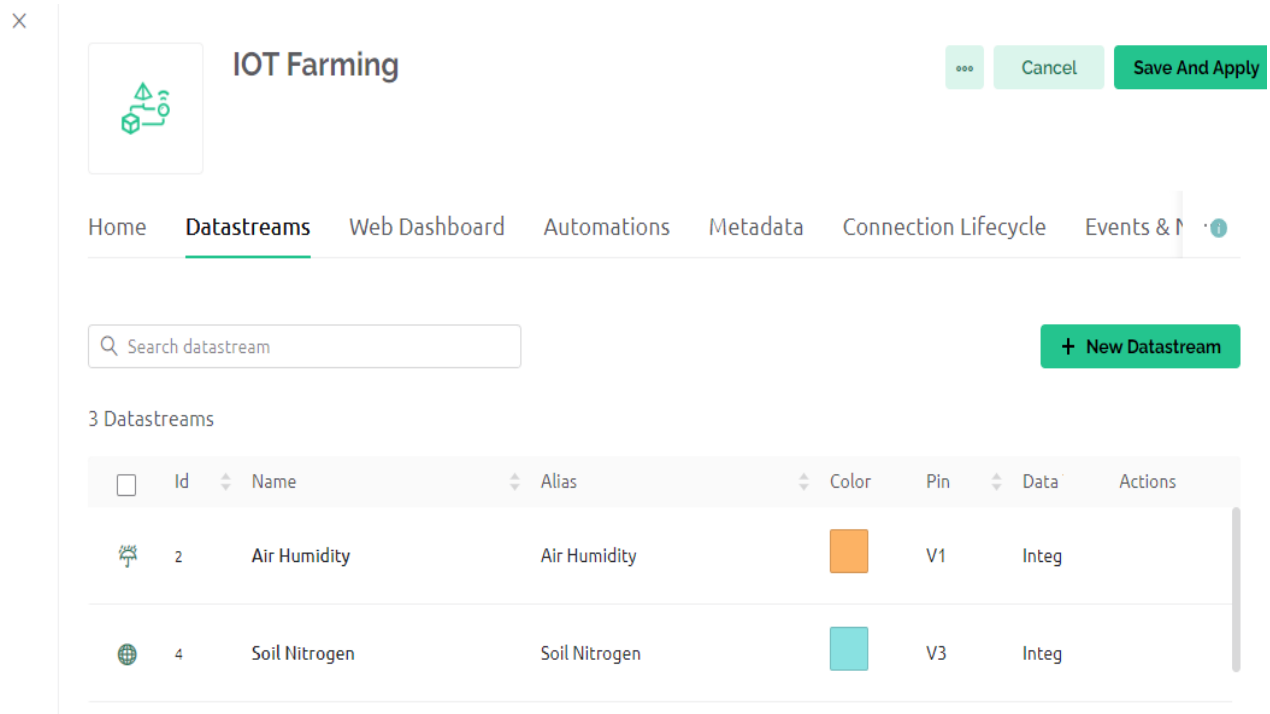 IOT Farming
Cancel
Save And Apply
Home Datastreams Web Dashboard Automations Metadata Connection Lifecycle Events &
Search datastream
+ New Datastream
3 Datastreams
Id Name Alias Color Pin Data Actions
2 Air Humidity Air Humidity V1 Integ
4 Soil Nitrogen Soil Nitrogen V3 Integ